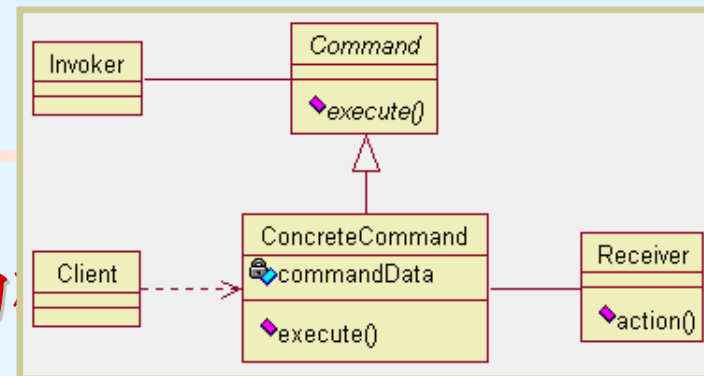 Invoker
Command
execute()
Client
ConcreteCommand
commandData
execute()
Receiver
action()